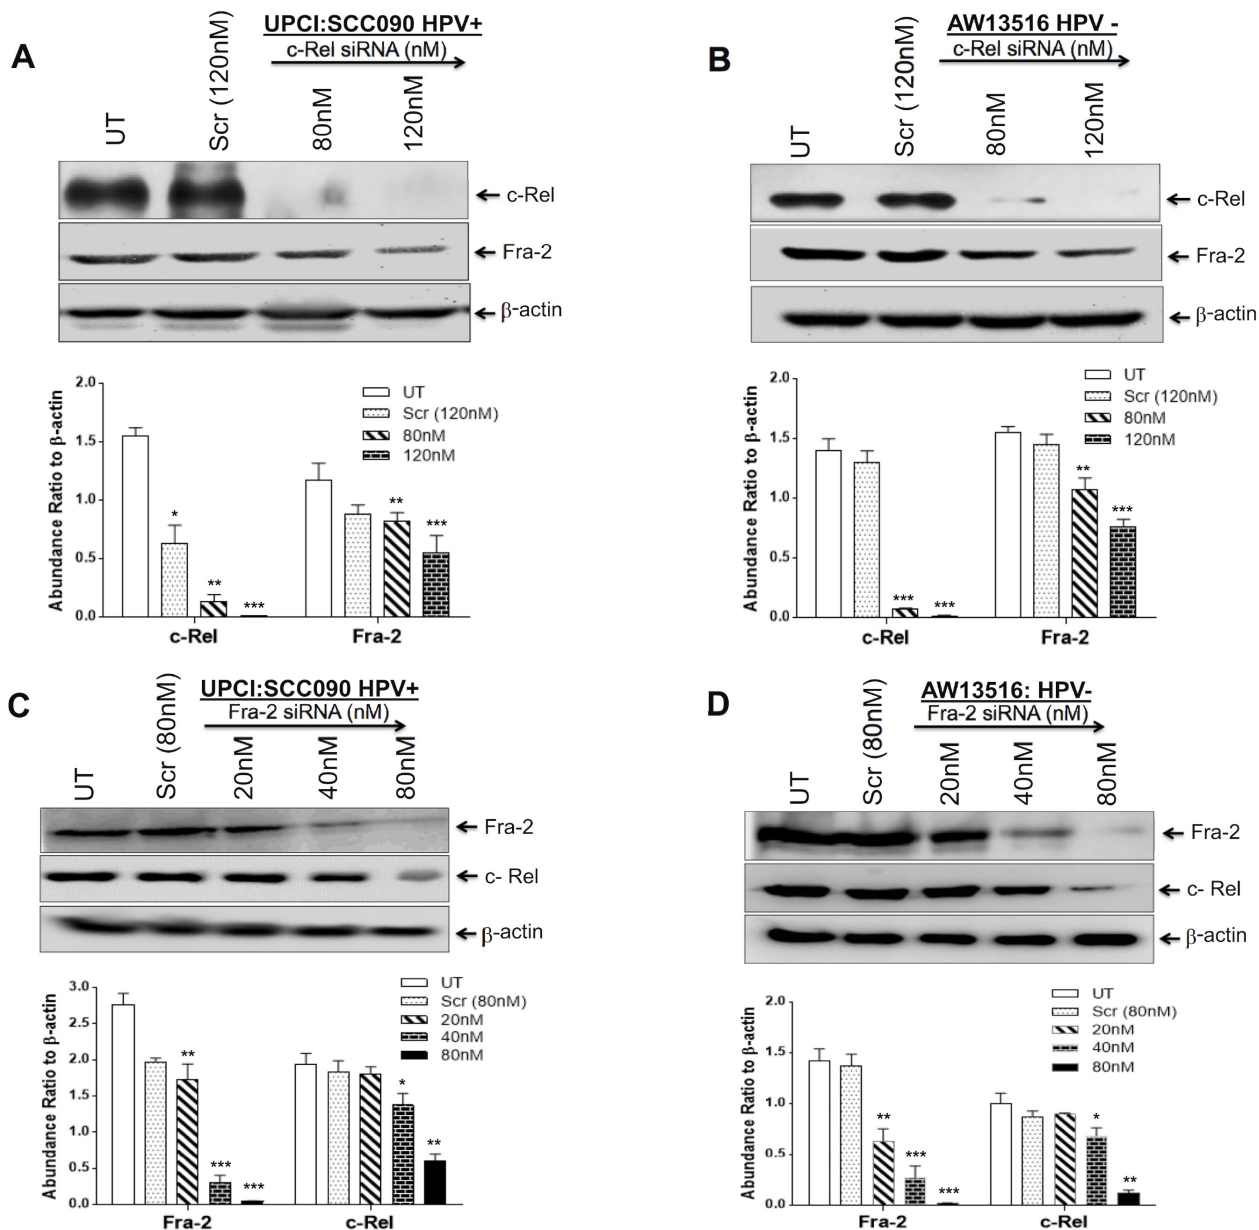 A
UPCI:SCC090 HPV+
c-Rel siRNA (nM)
UT
Scr (120nM)
80nM
120nM
c-Rel
Fra-2
β-actin
Abundance Ratio to β-actin
2.0
1.5
1.0
0.5
0.0
UT
Scr (120nM)
80nM
120nM
*
**
***
**
***
c-Rel
Fra-2
B
AW13516 HPV -
c-Rel siRNA (nM)
UT
Scr (120nM)
80nM
120nM
c-Rel
Fra-2
β-actin
Abundance Ratio to β-actin
2.0
1.5
1.0
0.5
0.0
UT
Scr (120nM)
80nM
120nM
***
***
**
***
c-Rel
Fra-2
C
UPCI:SCC090 HPV+
Fra-2 siRNA (nM)
UT
Scr (80nM)
20nM
40nM
80nM
Fra-2
c- Rel
β-actin
Abundance Ratio to β-actin
3.0
2.5
2.0
1.5
1.0
0.5
0.0
UT
Scr (80nM)
20nM
40nM
80nM
**
***
***
*
**
Fra-2
c-Rel
D
AW13516: HPV-
Fra-2 siRNA (nM)
UT
Scr (80nM)
20nM
40nM
80nM
Fra-2
c- Rel
β-actin
Abundance Ratio to β-actin
2.0
1.5
1.0
0.5
0.0
UT
Scr (80nM)
20nM
40nM
80nM
**
***
***
*
**
Fra-2
c-Rel